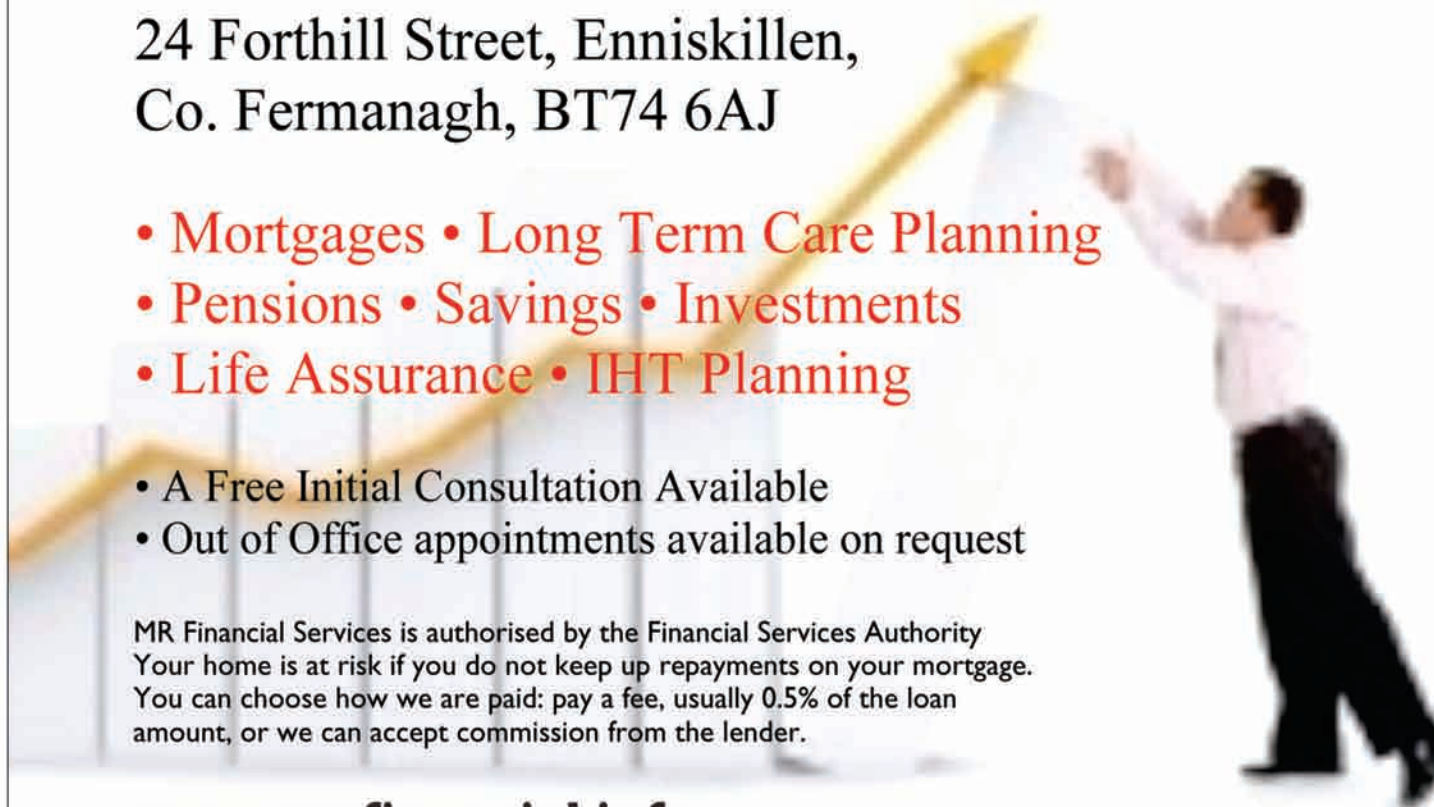 24 Forthill Street, Enniskillen,
Co. Fermanagh, BT74 6AJ
• Mortgages • Long Term Care Planning
• Pensions • Savings • Investments
• Life Assurance • IHT Planning
• A Free Initial Consultation Available
• Out of Office appointments available on request
MR Financial Services is authorised by the Financial Services Authority
Your home is at risk if you do not keep up repayments on your mortgage.
You can choose how we are paid: pay a fee, usually 0.5% of the loan
amount, or we can accept commission from the lender.